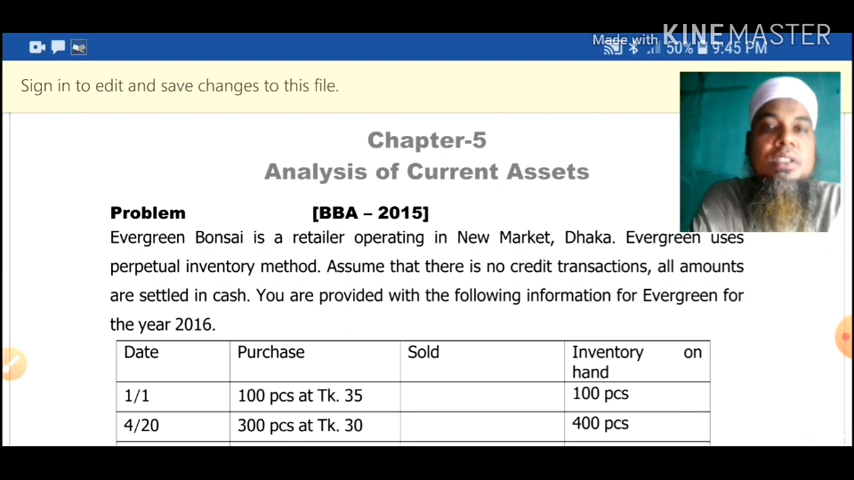 Made with KINEMASTER
50% 9:45 PM
Sign in to edit and save changes to this file.
Chapter-5
Analysis of Current Assets
Problem [BBA – 2015]
Evergreen Bonsai is a retailer operating in New Market, Dhaka. Evergreen uses
perpetual inventory method. Assume that there is no credit transactions, all amounts
are settled in cash. You are provided with the following information for Evergreen for
the year 2016.
Date Purchase Sold Inventory on
hand
1/1 100 pcs at Tk. 35 100 pcs
4/20 300 pcs at Tk. 30 400 pcs